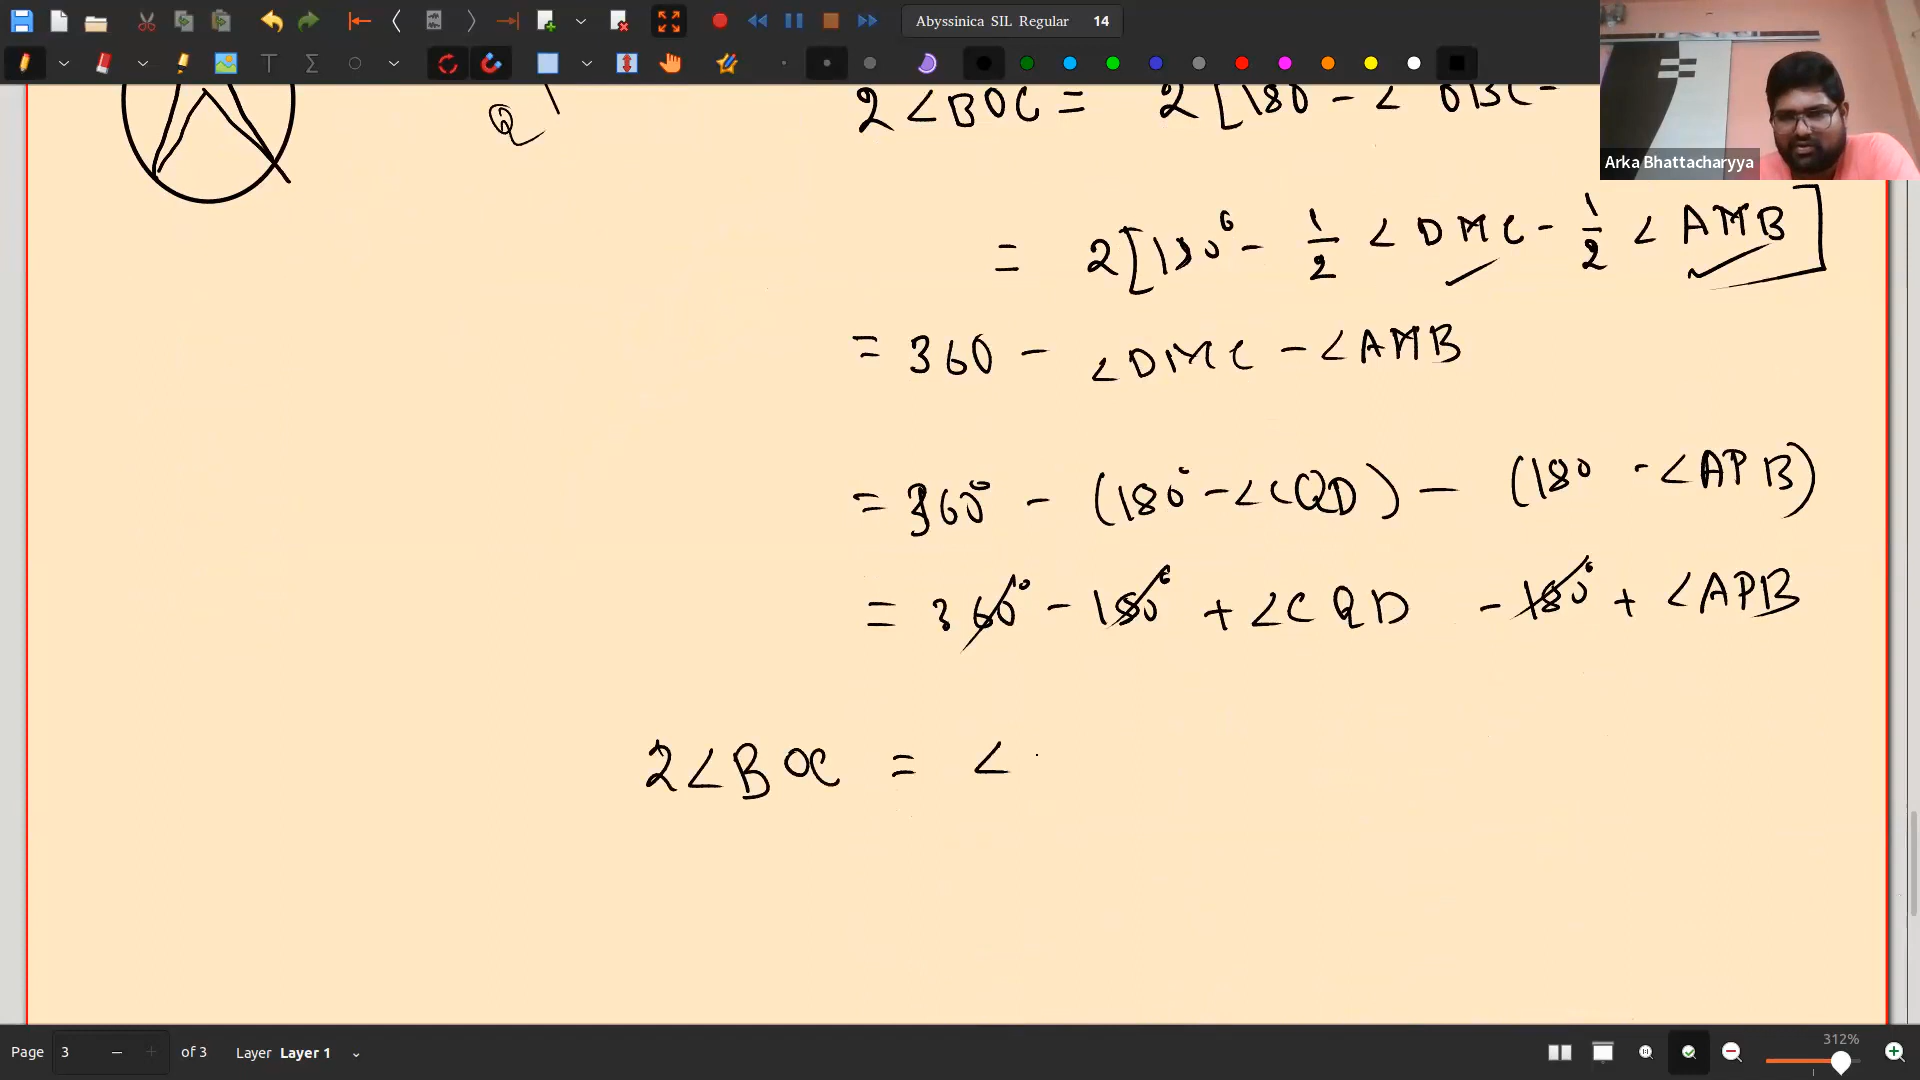 Abyssinica SIL Regular 14
Arka Bhattacharyya
Q
2∠BOC = 2[180 - ∠OBC -
= 2[180° - 1/2 ∠DMC - 1/2 ∠AMB]
= 360 - ∠DMC - ∠AMB
= 360° - (180° - ∠CQD) - (180 - ∠APB)
= 360° - 180° + ∠CQD - 180° + ∠APB
2∠BOC = ∠
Page 3 of 3 Layer Layer 1 312%